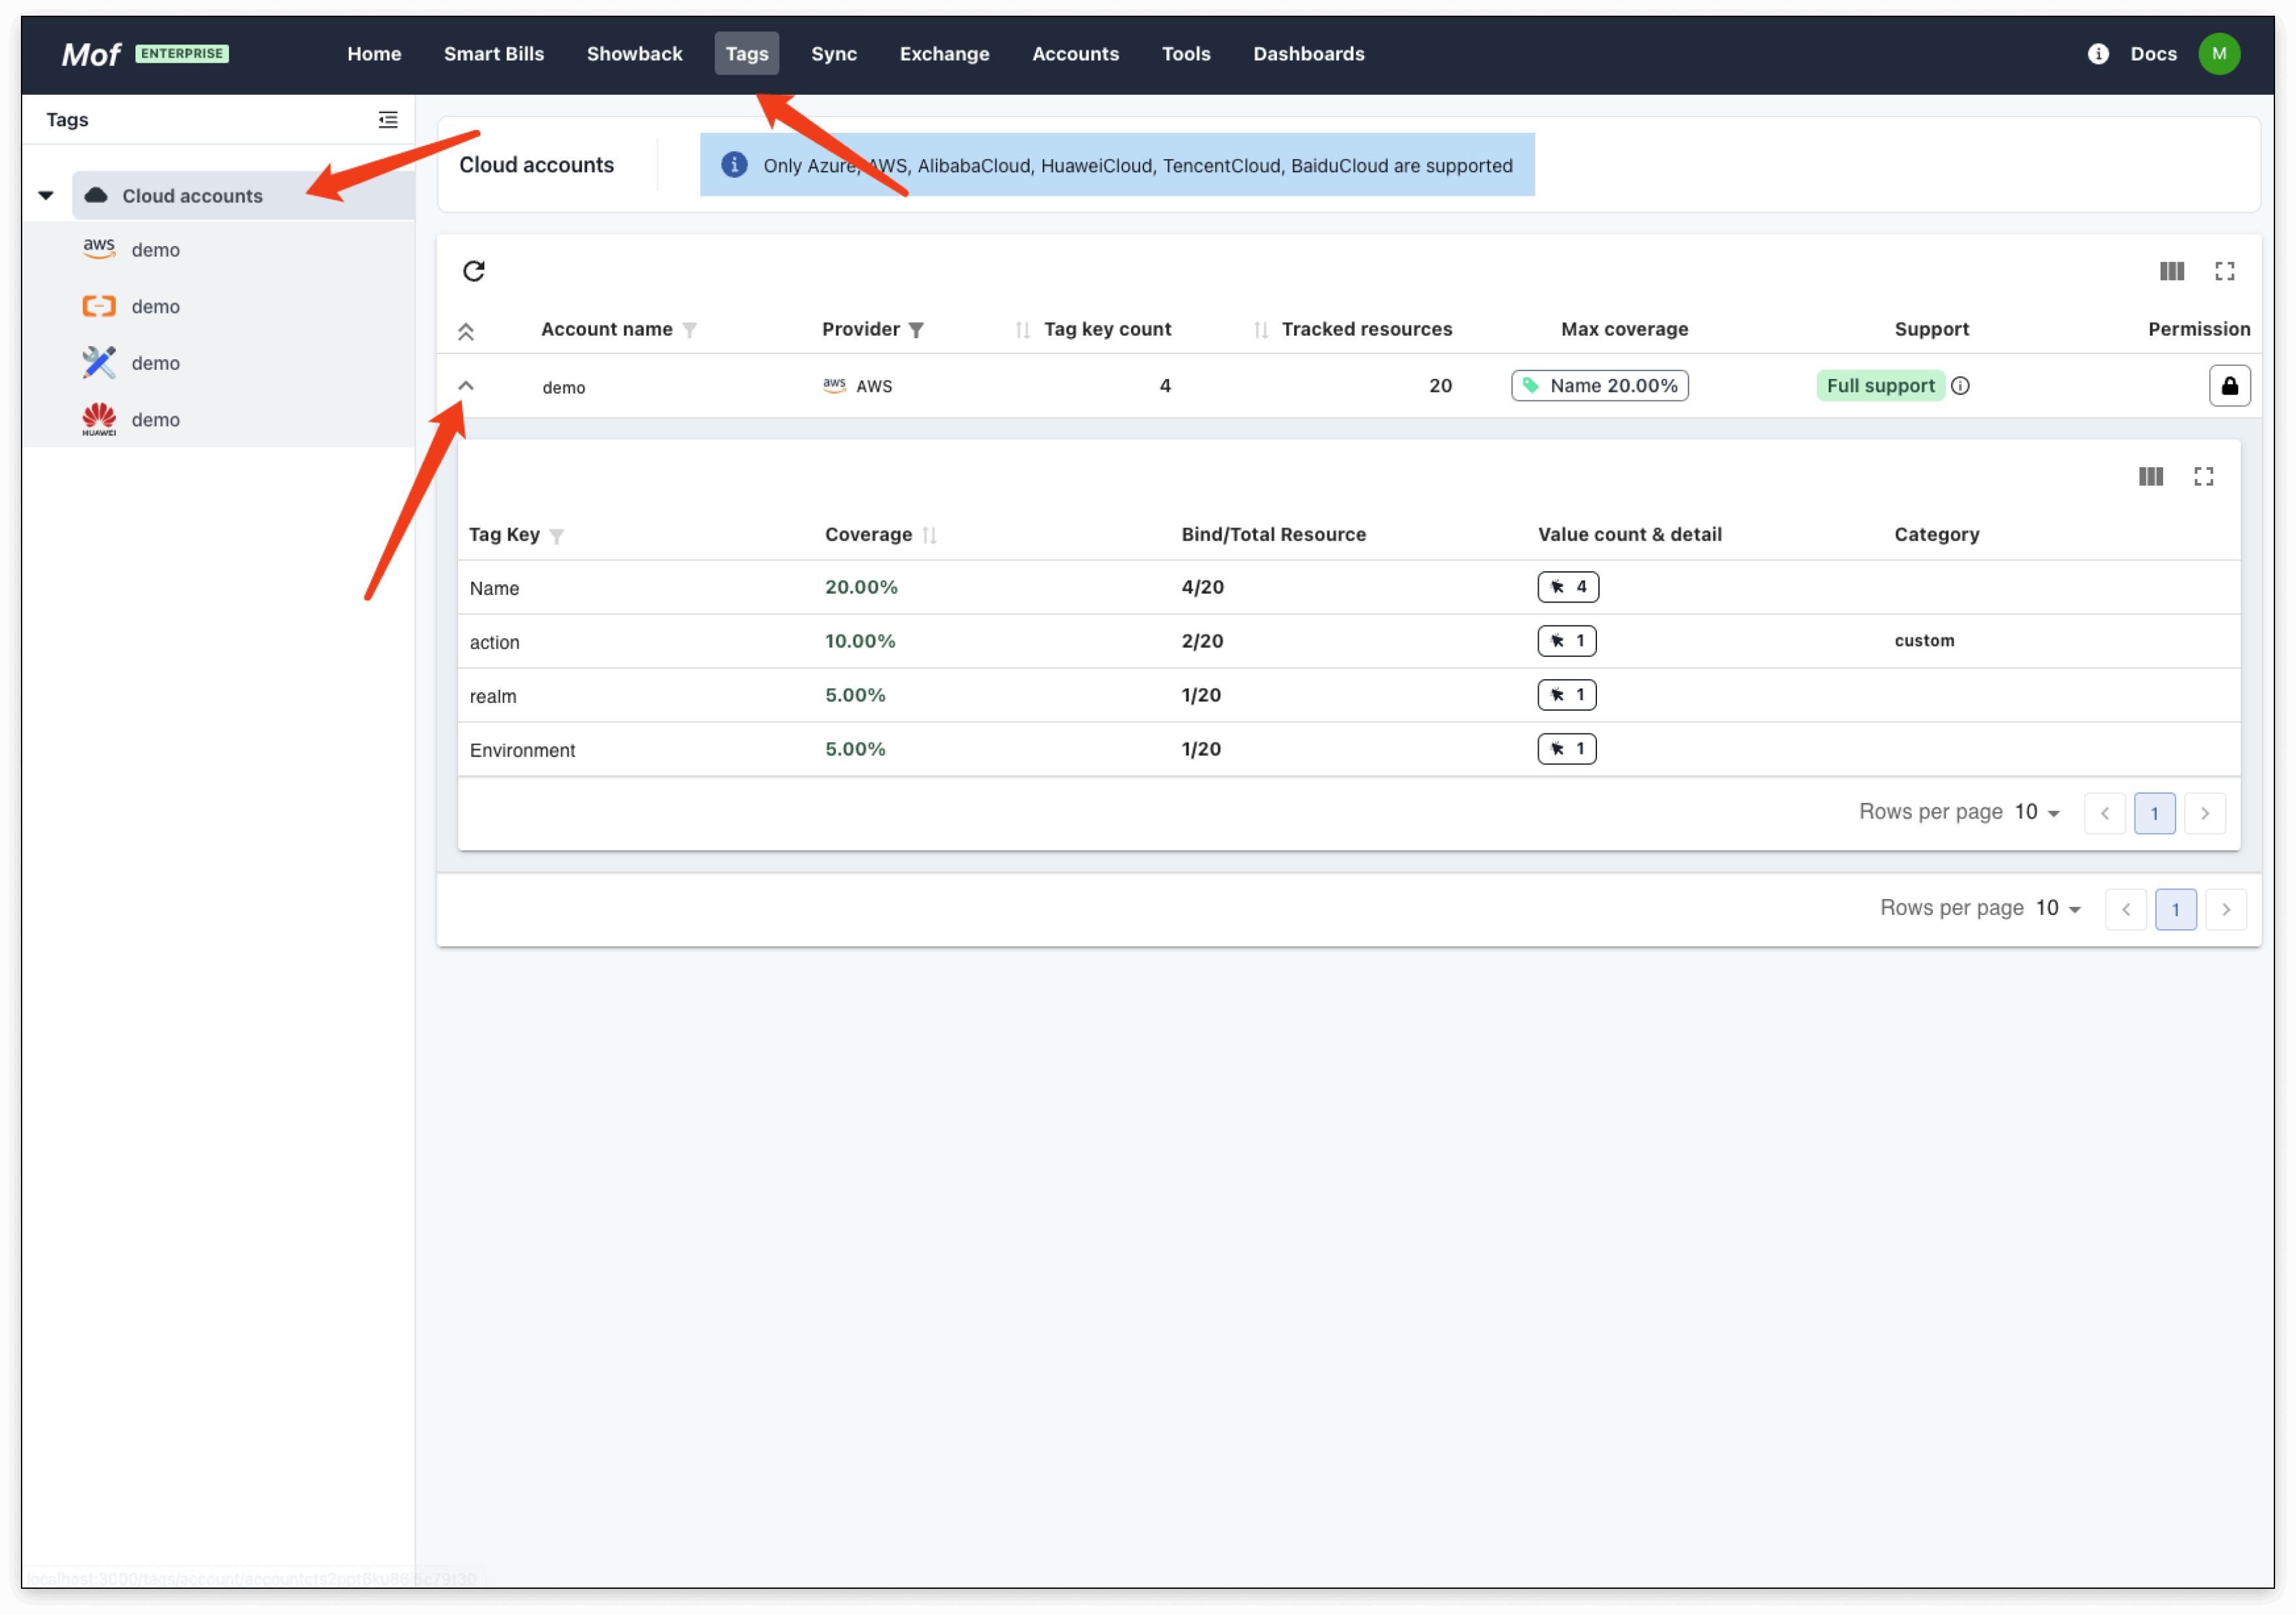 Mof ENTERPRISE Home Smart Bills Showback Tags Sync Exchange Accounts Tools Dashboards i Docs M
Tags
Cloud accounts
aws demo
demo
demo
HUAWEI demo
Cloud accounts
Only Azure, AWS, AlibabaCloud, HuaweiCloud, TencentCloud, BaiduCloud are supported
Account name Provider Tag key count Tracked resources Max coverage Support Permission
demo aws AWS 4 20 Name 20.00% Full support
Tag Key Coverage Bind/Total Resource Value count & detail Category
Name 20.00% 4/20 4
action 10.00% 2/20 1 custom
realm 5.00% 1/20 1
Environment 5.00% 1/20 1
Rows per page 10 1
Rows per page 10 1